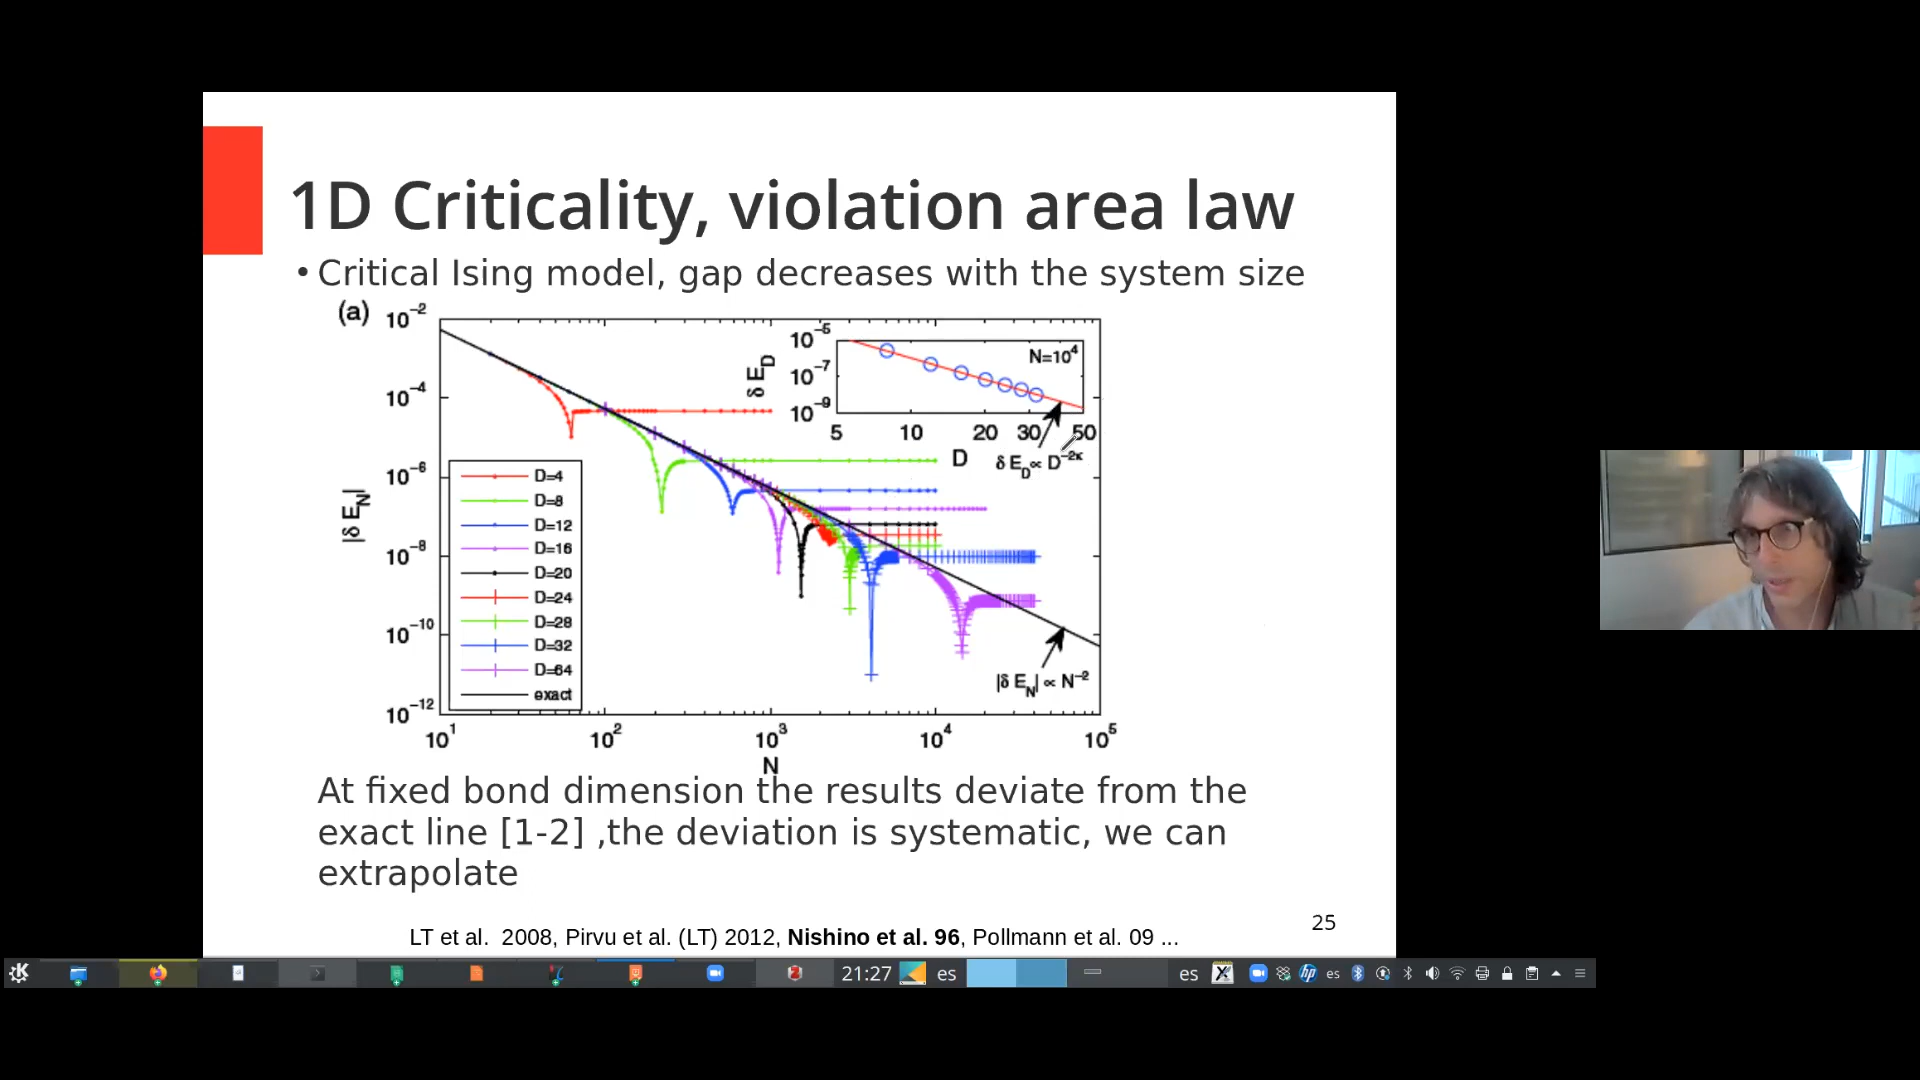 1D Criticality, violation area law
• Critical Ising model, gap decreases with the system size
(a)
10⁻²
10⁻⁴
10⁻⁶
10⁻⁸
10⁻¹⁰
10⁻¹²
|δ E_N|
10¹ 10² 10³ 10⁴ 10⁵
N
D=4
D=8
D=12
D=16
D=20
D=24
D=28
D=32
D=64
exact
δ E_D
10⁻⁵
10⁻⁷
10⁻⁹
N=10⁴
5 10 20 30 50
D
δ E_D∝ D⁻²ᵏ
|δ E_N| ∝ N⁻²
At fixed bond dimension the results deviate from the
exact line [1-2] ,the deviation is systematic, we can
extrapolate
25
LT et al. 2008, Pirvu et al. (LT) 2012, Nishino et al. 96, Pollmann et al. 09 ...
21:27 es es es